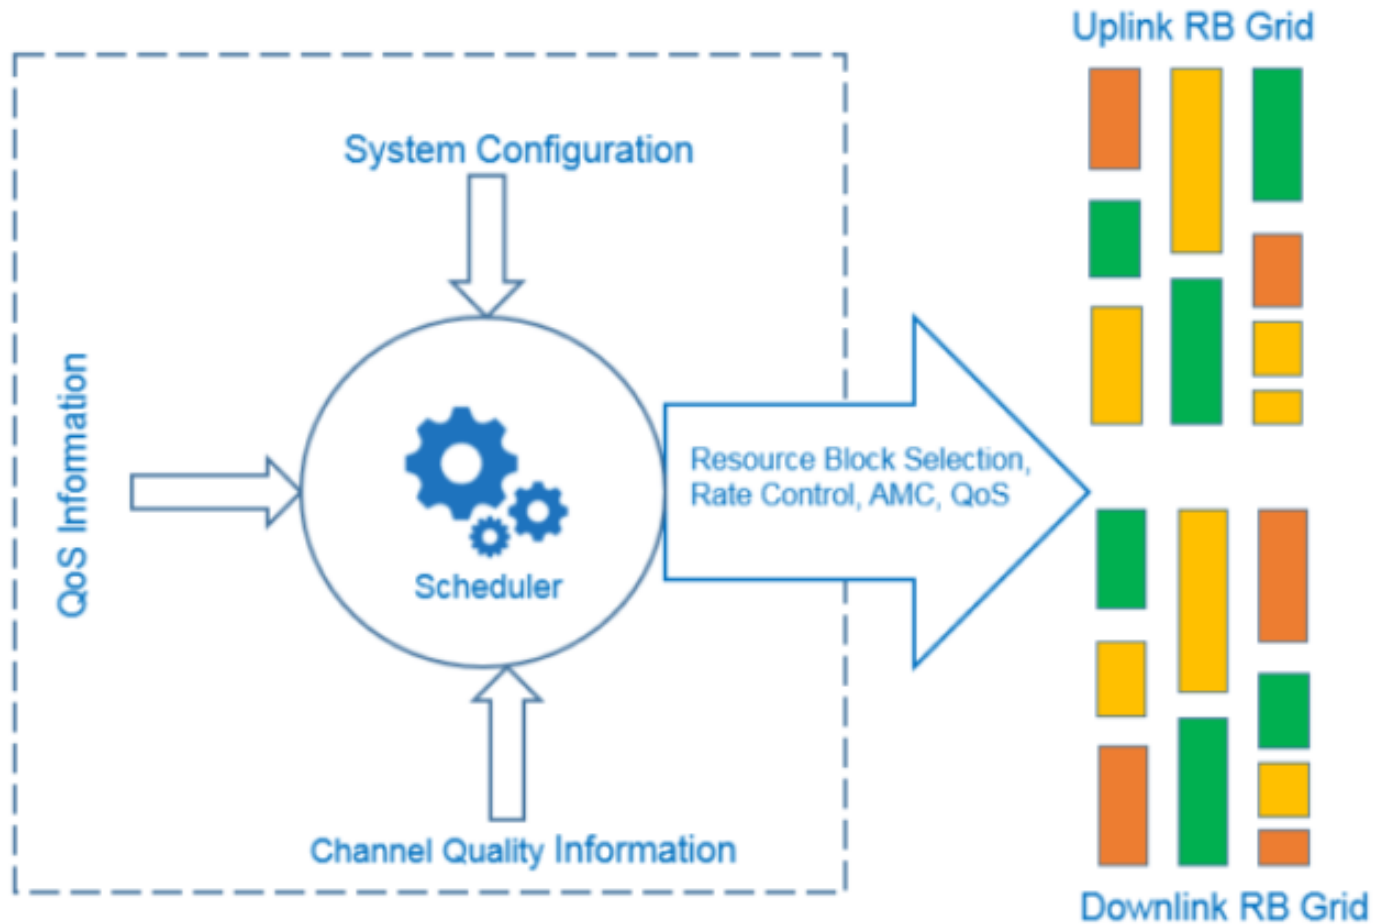 Uplink RB Grid
System Configuration
QoS Information
Resource Block Selection,
Rate Control, AMC, QoS
Scheduler
Channel Quality Information
Downlink RB Grid